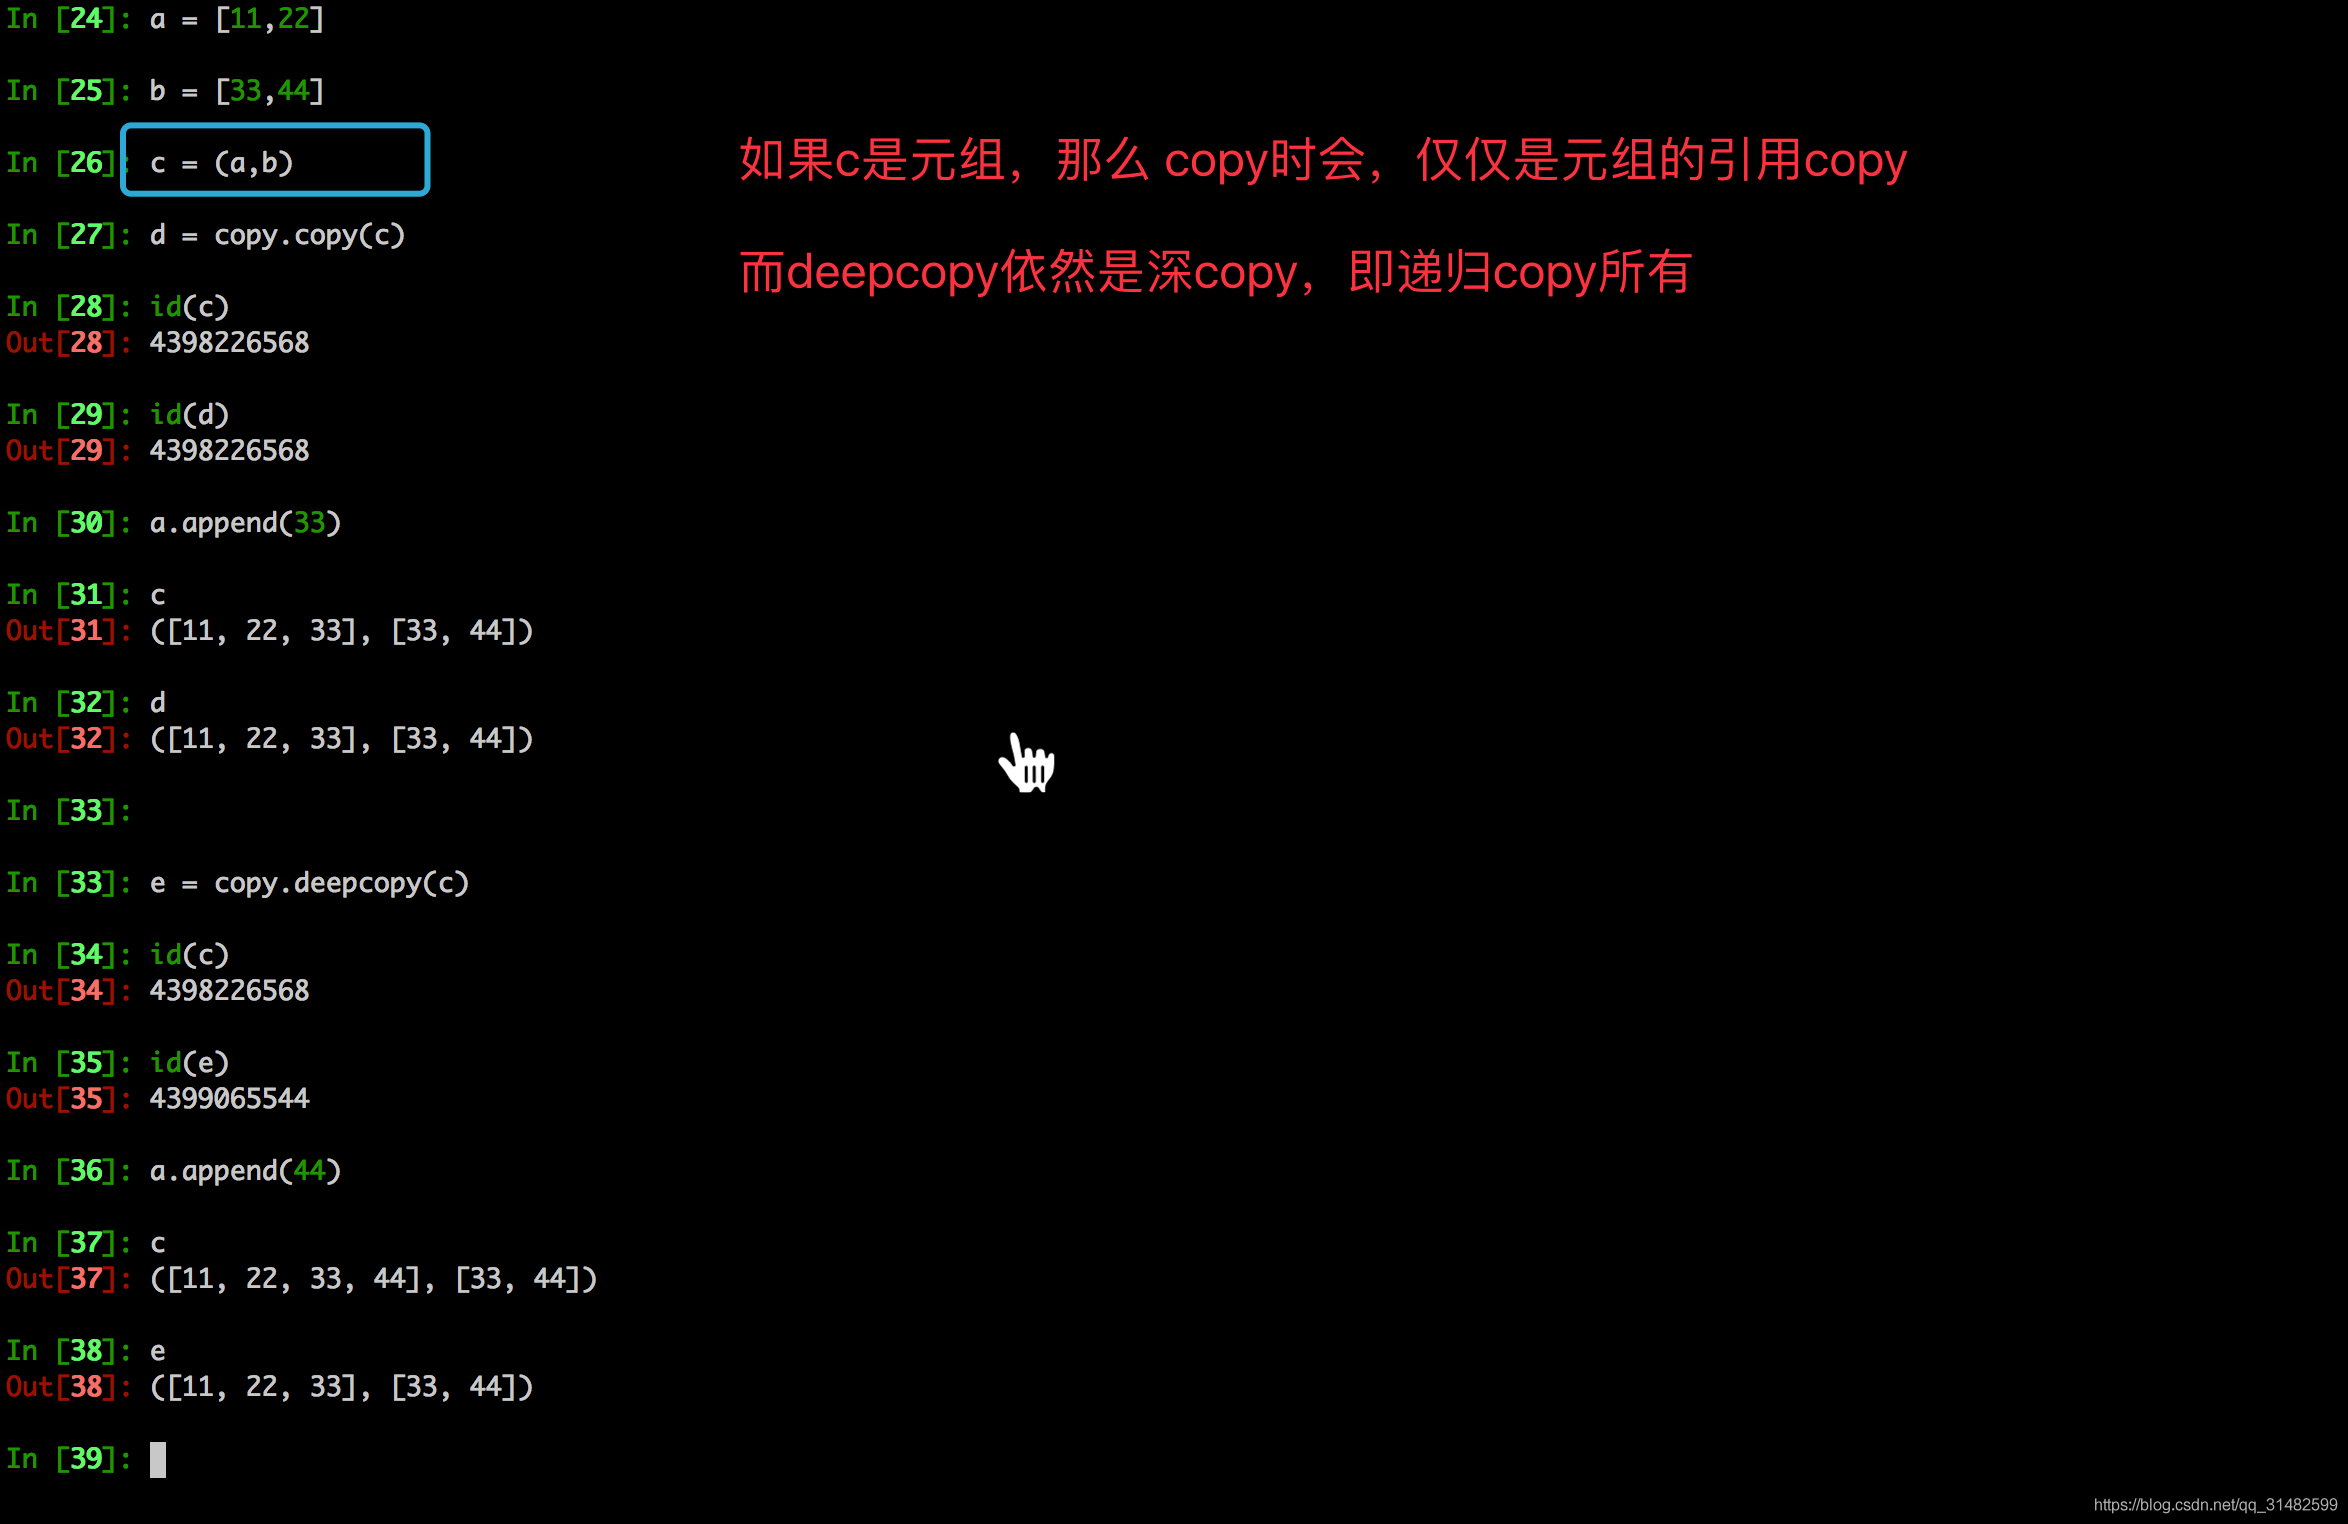 In [24]: a = [11,22]
In [25]: b = [33,44]
In [26]: c = (a,b)
如果c是元组，那么 copy时会，仅仅是元组的引用copy
In [27]: d = copy.copy(c)
而deepcopy依然是深copy，即递归copy所有
In [28]: id(c)
Out[28]: 4398226568
In [29]: id(d)
Out[29]: 4398226568
In [30]: a.append(33)
In [31]: c
Out[31]: ([11, 22, 33], [33, 44])
In [32]: d
Out[32]: ([11, 22, 33], [33, 44])
In [33]:
In [33]: e = copy.deepcopy(c)
In [34]: id(c)
Out[34]: 4398226568
In [35]: id(e)
Out[35]: 4399065544
In [36]: a.append(44)
In [37]: c
Out[37]: ([11, 22, 33, 44], [33, 44])
In [38]: e
Out[38]: ([11, 22, 33], [33, 44])
In [39]:
https://blog.csdn.net/qq_31482599